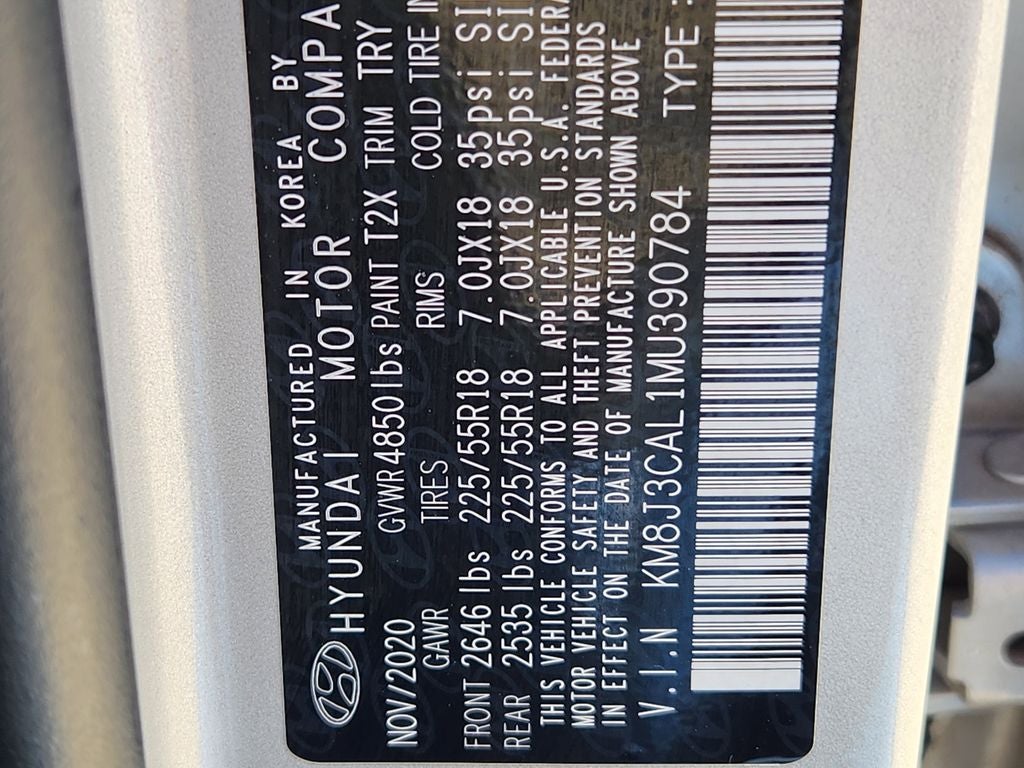 MANUFACTURED IN KOREA BY
HYUNDAI MOTOR COMPA
NOV/2020 GVWR 4850lbs PAINT T2X TRIM TRY
GAWR TIRES RIMS COLD TIRE IN
FRONT 2646 lbs 225/55R18 7.0JX18 35psi SI
REAR 2535 lbs 225/55R18 7.0JX18 35psi SI
THIS VEHICLE CONFORMS TO ALL APPLICABLE U.S.A. FEDERA
MOTOR VEHICLE SAFETY AND THEFT PREVENTION STANDARDS
IN EFFECT ON THE DATE OF MANUFACTURE SHOWN ABOVE
V.I.N KM8J3CAL1MU390784 TYPE :